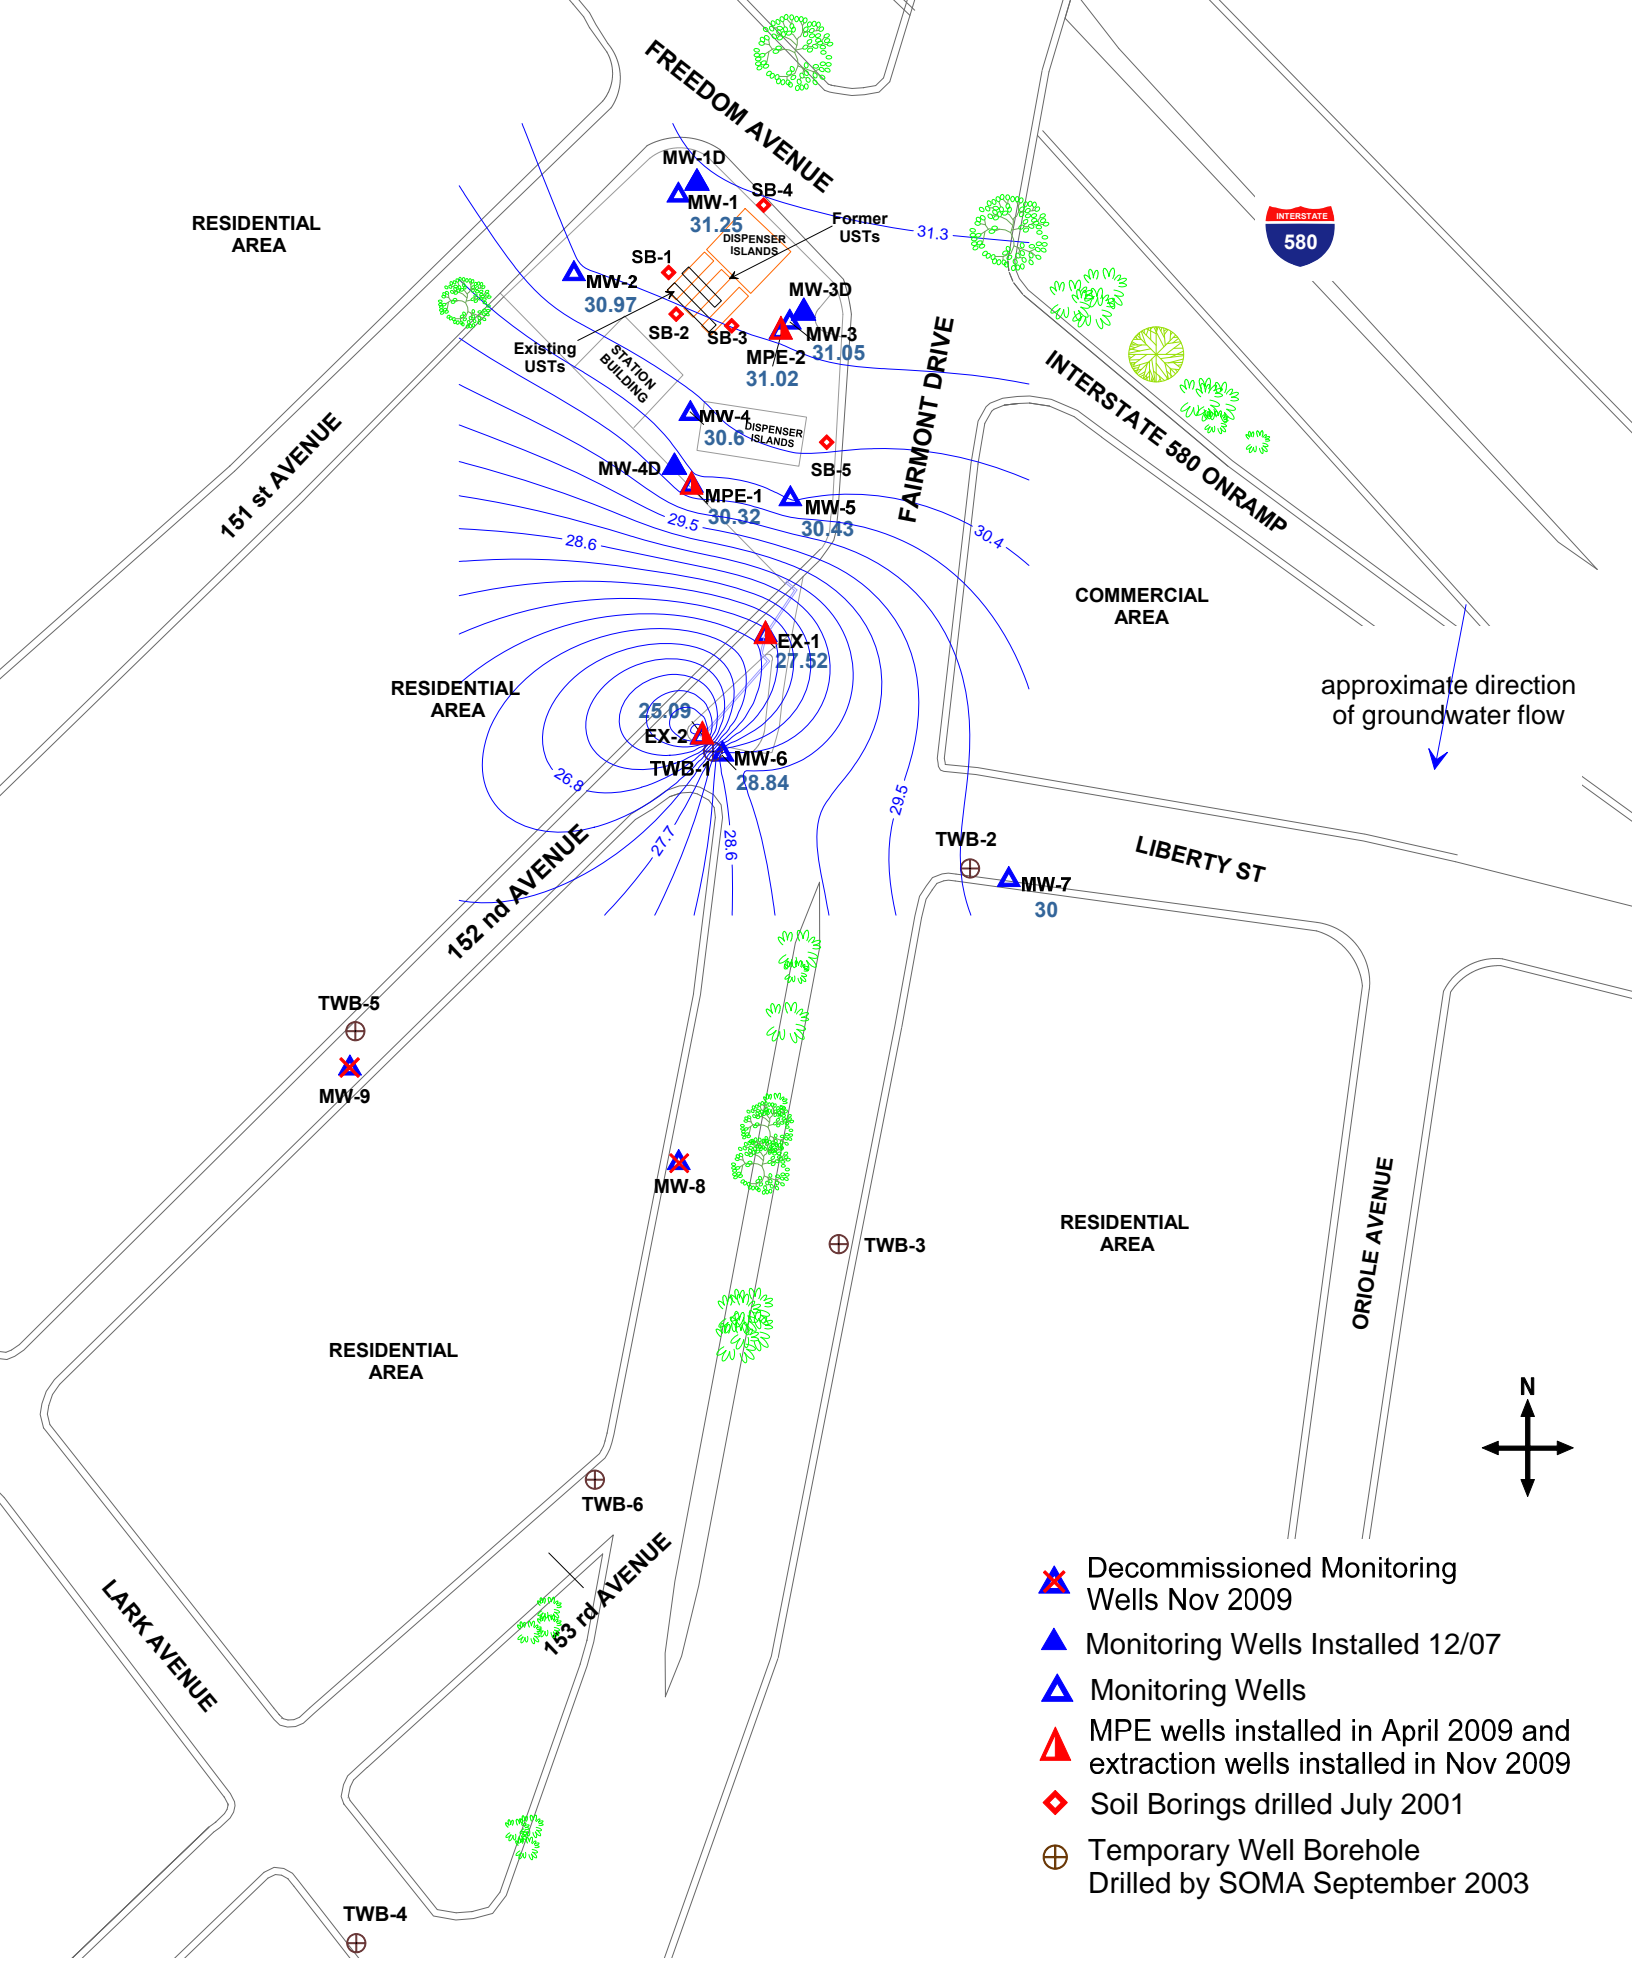 FREEDOM AVENUE
MW-1D
SB-4
MW-1
31.25
RESIDENTIAL
AREA
Former
USTs
31.3
INTERSTATE
580
DISPENSER
ISLANDS
SB-1
MW-2
30.97
MW-3D
SB-2
SB-3
MW-3
31.05
MPE-2
31.02
Existing
USTs
STATION
BUILDING
FAIRMONT DRIVE
INTERSTATE 580 ONRAMP
MW-4
30.6
DISPENSER
ISLANDS
SB-5
MW-4D
MPE-1
30.32
MW-5
30.43
151 st AVENUE
29.5
28.6
30.4
COMMERCIAL
AREA
EX-1
27.52
RESIDENTIAL
AREA
approximate direction
of groundwater flow
25.09
EX-2
TWB-1
MW-6
28.84
26.8
27.7
28.6
29.5
TWB-2
LIBERTY ST
MW-7
30
152 nd AVENUE
TWB-5
MW-9
MW-8
TWB-3
RESIDENTIAL
AREA
ORIOLE AVENUE
RESIDENTIAL
AREA
N
TWB-6
153 rd AVENUE
LARK AVENUE
TWB-4
Decommissioned Monitoring
Wells Nov 2009
Monitoring Wells Installed 12/07
Monitoring Wells
MPE wells installed in April 2009 and
extraction wells installed in Nov 2009
Soil Borings drilled July 2001
Temporary Well Borehole
Drilled by SOMA September 2003